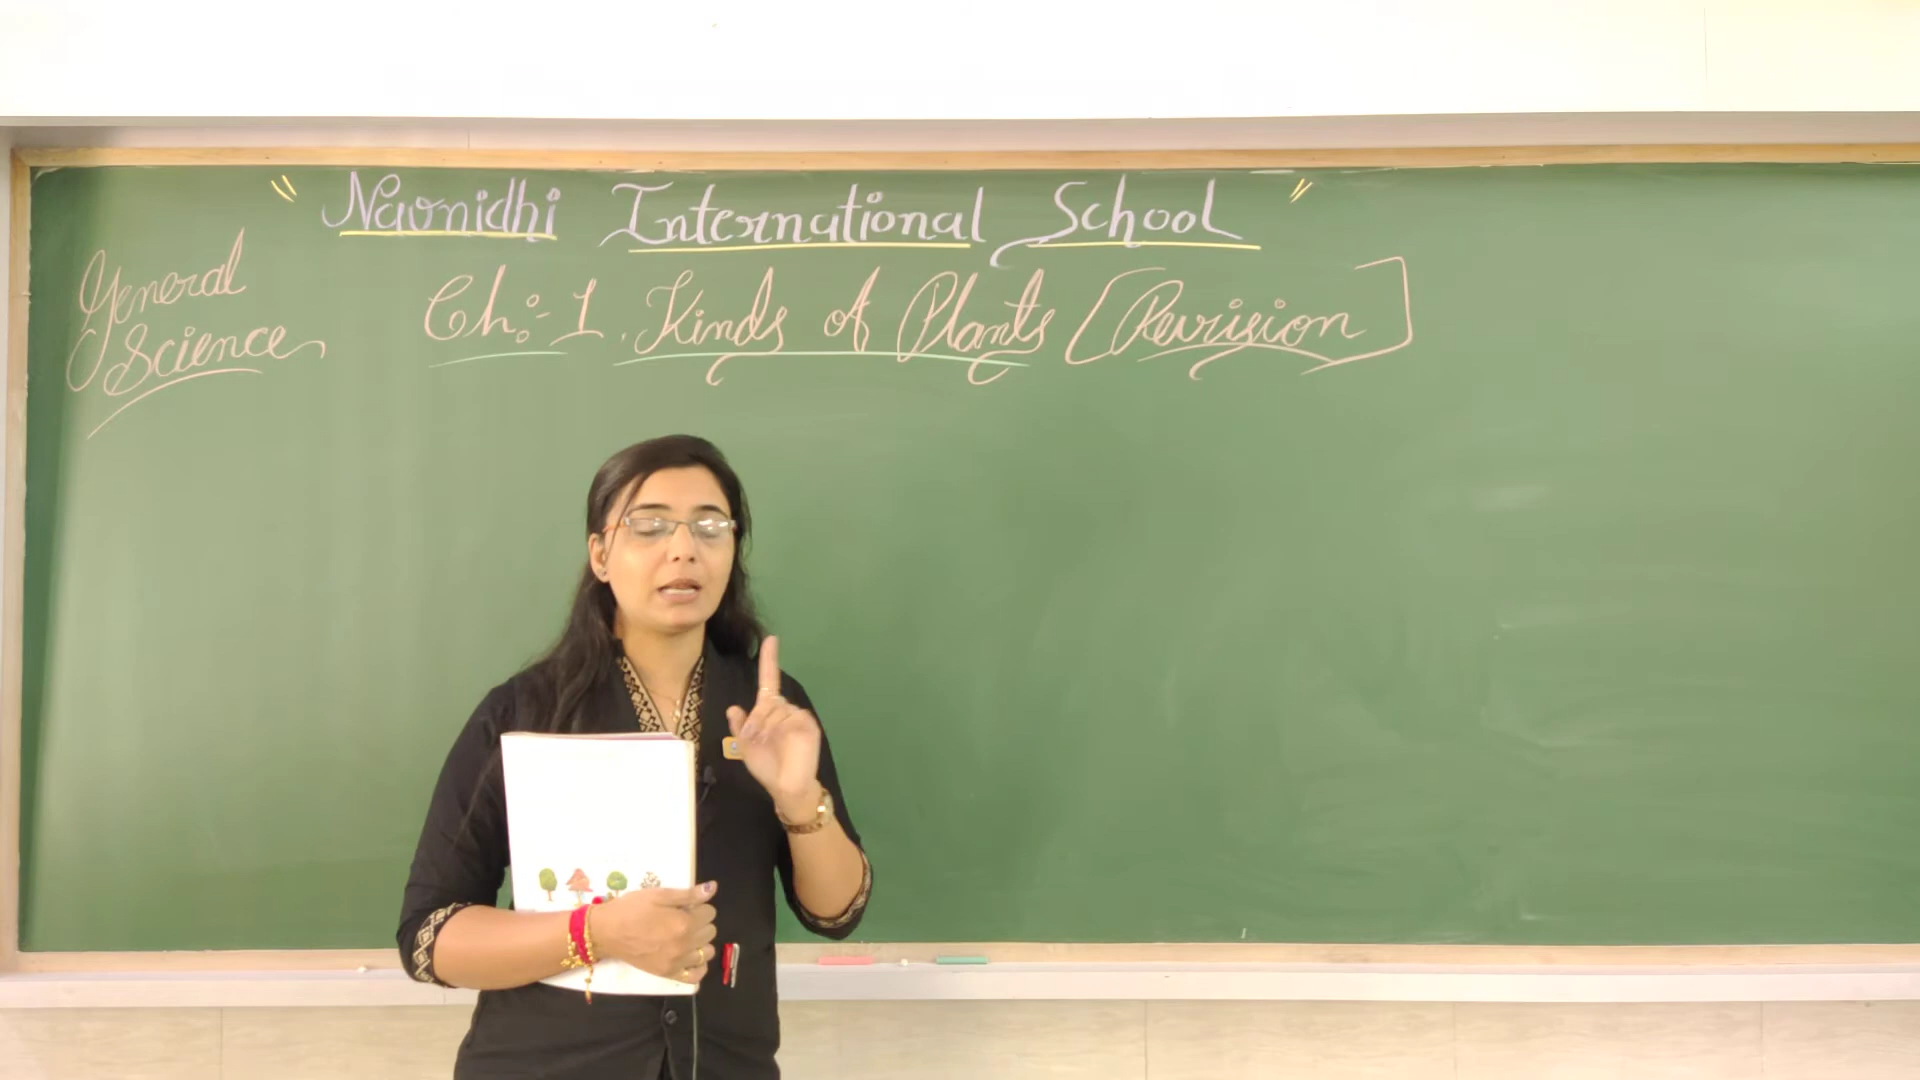 " Navnidhi International School "
General
Science
Ch:-1. Kinds of Plants [Revision]